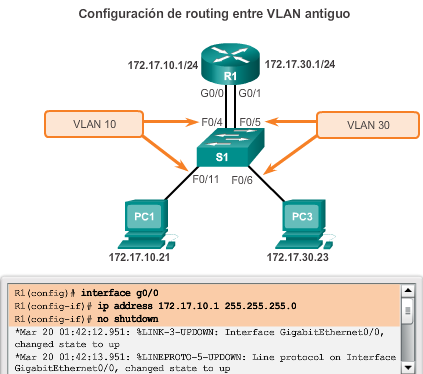 Configuración de routing entre VLAN antiguo
172.17.10.1/24
172.17.30.1/24
R1
G0/0
G0/1
VLAN 10
F0/4
F0/5
VLAN 30
S1
F0/11
F0/6
PC1
PC3
172.17.10.21
172.17.30.23
R1(config)# interface g0/0
R1(config-if)# ip address 172.17.10.1 255.255.255.0
R1(config-if)# no shutdown
*Mar 20 01:42:12.951: %LINK-3-UPDOWN: Interface GigabitEthernet0/0,
changed state to up
*Mar 20 01:42:13.951: %LINEPROTO-5-UPDOWN: Line protocol on Interface
GigabitEthernet0/0, changed state to up